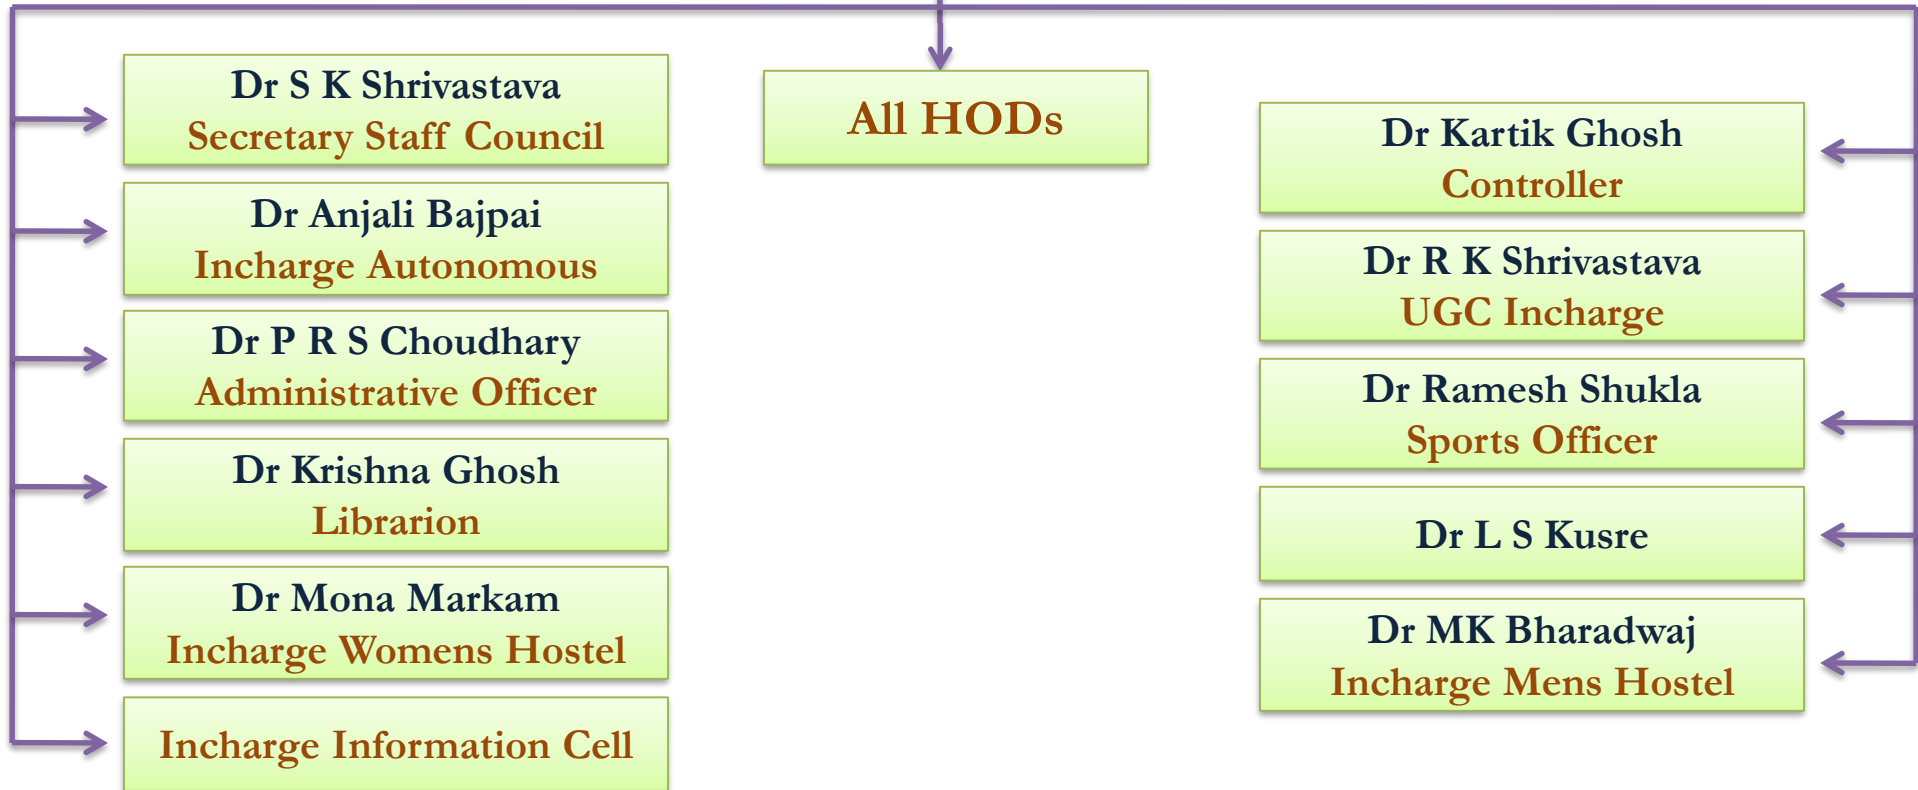 Dr S K Shrivastava
Secretary Staff Council
Dr Anjali Bajpai
Incharge Autonomous
Dr P R S Choudhary
Administrative Officer
Dr Krishna Ghosh
Librarion
Dr Mona Markam
Incharge Womens Hostel
Incharge Information Cell
All HODs
Dr Kartik Ghosh
Controller
Dr R K Shrivastava
UGC Incharge
Dr Ramesh Shukla
Sports Officer
Dr L S Kusre
Dr MK Bharadwaj
Incharge Mens Hostel